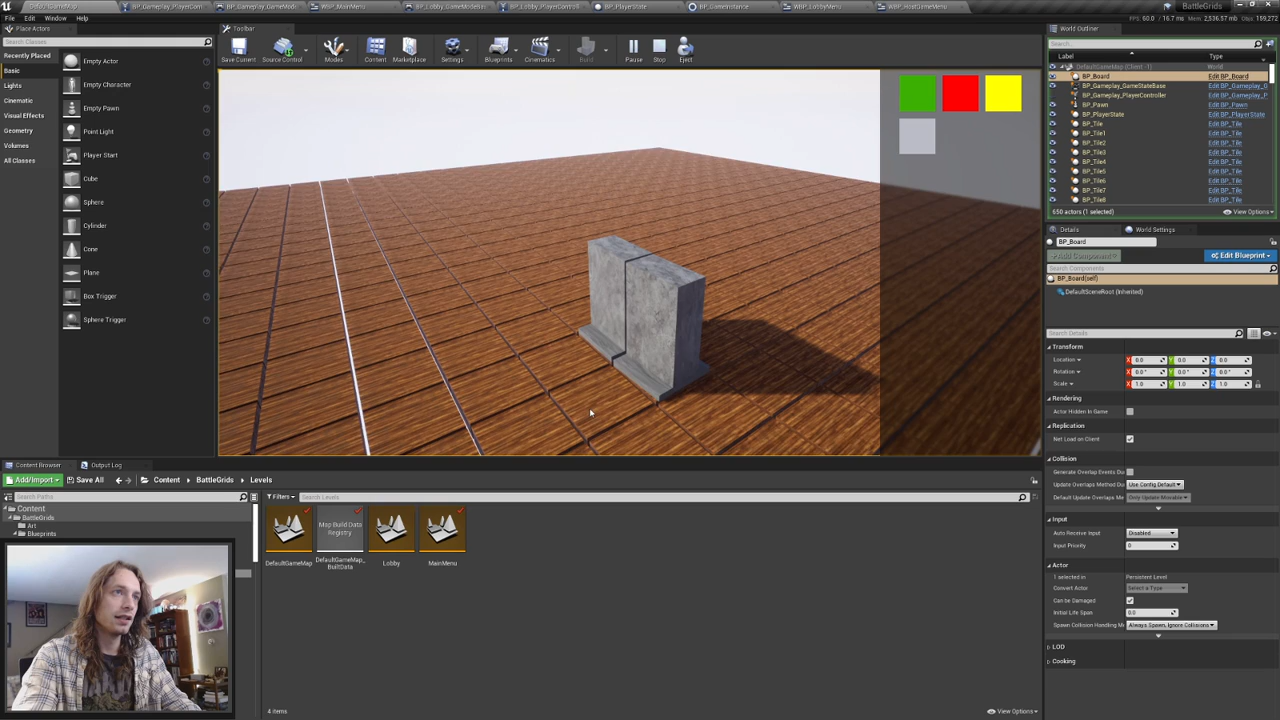 DefaultGameMap
BP_Gameplay_PlayerContr
BP_Gameplay_GameMode
WBP_MainMenu
BP_Lobby_GameModeBas
BP_Lobby_PlayerControll
BP_PlayerState
BP_GameInstance
WBP_LobbyMenu
WBP_HostGameMenu
BattleGrids
File Edit Window Help
Place Actors
Toolbar
World Outliner
Search Classes
Recently Placed
Basic
Lights
Cinematic
Visual Effects
Geometry
Volumes
All Classes
Empty Actor
Empty Character
Empty Pawn
Point Light
Player Start
Cube
Sphere
Cylinder
Cone
Plane
Box Trigger
Sphere Trigger
Save Current
Source Control
Modes
Content
Marketplace
Settings
Blueprints
Cinematics
Build
Pause
Stop
Eject
Search...
Label Type
DefaultGameMap (Client -1) World
BP_Board Edit BP_Board
BP_Gameplay_GameStateBase Edit BP_Gameplay_G
BP_Gameplay_PlayerController Edit BP_Gameplay_P
BP_Pawn Edit BP_Pawn
BP_PlayerState Edit BP_PlayerState
BP_Tile Edit BP_Tile
BP_Tile1 Edit BP_Tile
BP_Tile2 Edit BP_Tile
BP_Tile3 Edit BP_Tile
BP_Tile4 Edit BP_Tile
BP_Tile5 Edit BP_Tile
BP_Tile6 Edit BP_Tile
BP_Tile7 Edit BP_Tile
BP_Tile8 Edit BP_Tile
650 actors (1 selected) View Options
Details World Settings
BP_Board
Add Component Edit Blueprint
Search Components
BP_Board(self)
DefaultSceneRoot (Inherited)
Search Details
Transform
Location X 0.0 Y 0.0 Z 0.0
Rotation X 0.0° Y 0.0° Z 0.0°
Scale X 1.0 Y 1.0 Z 1.0
Rendering
Actor Hidden In Game
Replication
Net Load on Client
Collision
Generate Overlap Events Du
Update Overlaps Method Du Use Config Default
Default Update Overlaps Me Only Update Movable
Input
Auto Receive Input Disabled
Input Priority 0
Actor
1 selected in Persistent Level
Convert Actor Select a Type
Can be Damaged
Initial Life Span 0.0
Spawn Collision Handling M Always Spawn, Ignore Collisions
LOD
Cooking
Content Browser Output Log
Add/Import Save All Content BattleGrids Levels
Search Paths
Filters Search Levels
Content
BattleGrids
Art
Blueprints
Map Build Data Registry
DefaultGameMap
DefaultGameMap_BuiltData
Lobby
MainMenu
4 items View Options